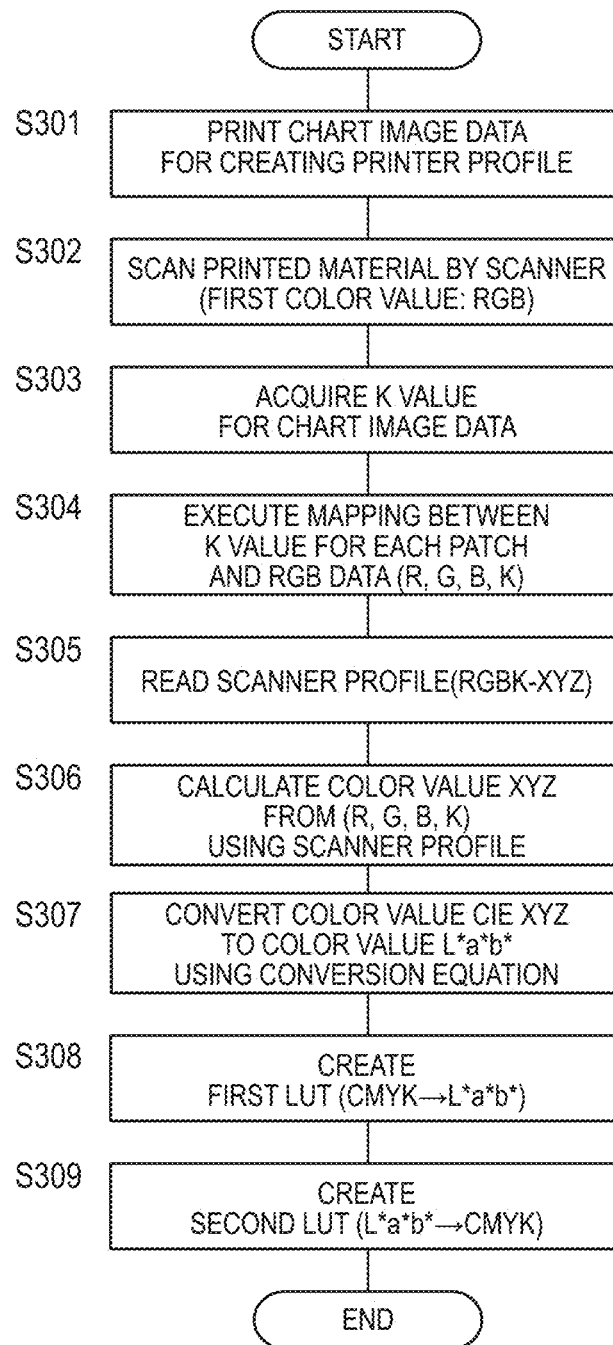 START
S301
PRINT CHART IMAGE DATA
FOR CREATING PRINTER PROFILE
S302
SCAN PRINTED MATERIAL BY SCANNER
(FIRST COLOR VALUE: RGB)
S303
ACQUIRE K VALUE
FOR CHART IMAGE DATA
S304
EXECUTE MAPPING BETWEEN
K VALUE FOR EACH PATCH
AND RGB DATA (R, G, B, K)
S305
READ SCANNER PROFILE(RGBK-XYZ)
S306
CALCULATE COLOR VALUE XYZ
FROM (R, G, B, K)
USING SCANNER PROFILE
S307
CONVERT COLOR VALUE CIE XYZ
TO COLOR VALUE L*a*b*
USING CONVERSION EQUATION
S308
CREATE
FIRST LUT (CMYK→L*a*b*)
S309
CREATE
SECOND LUT (L*a*b*→CMYK)
END